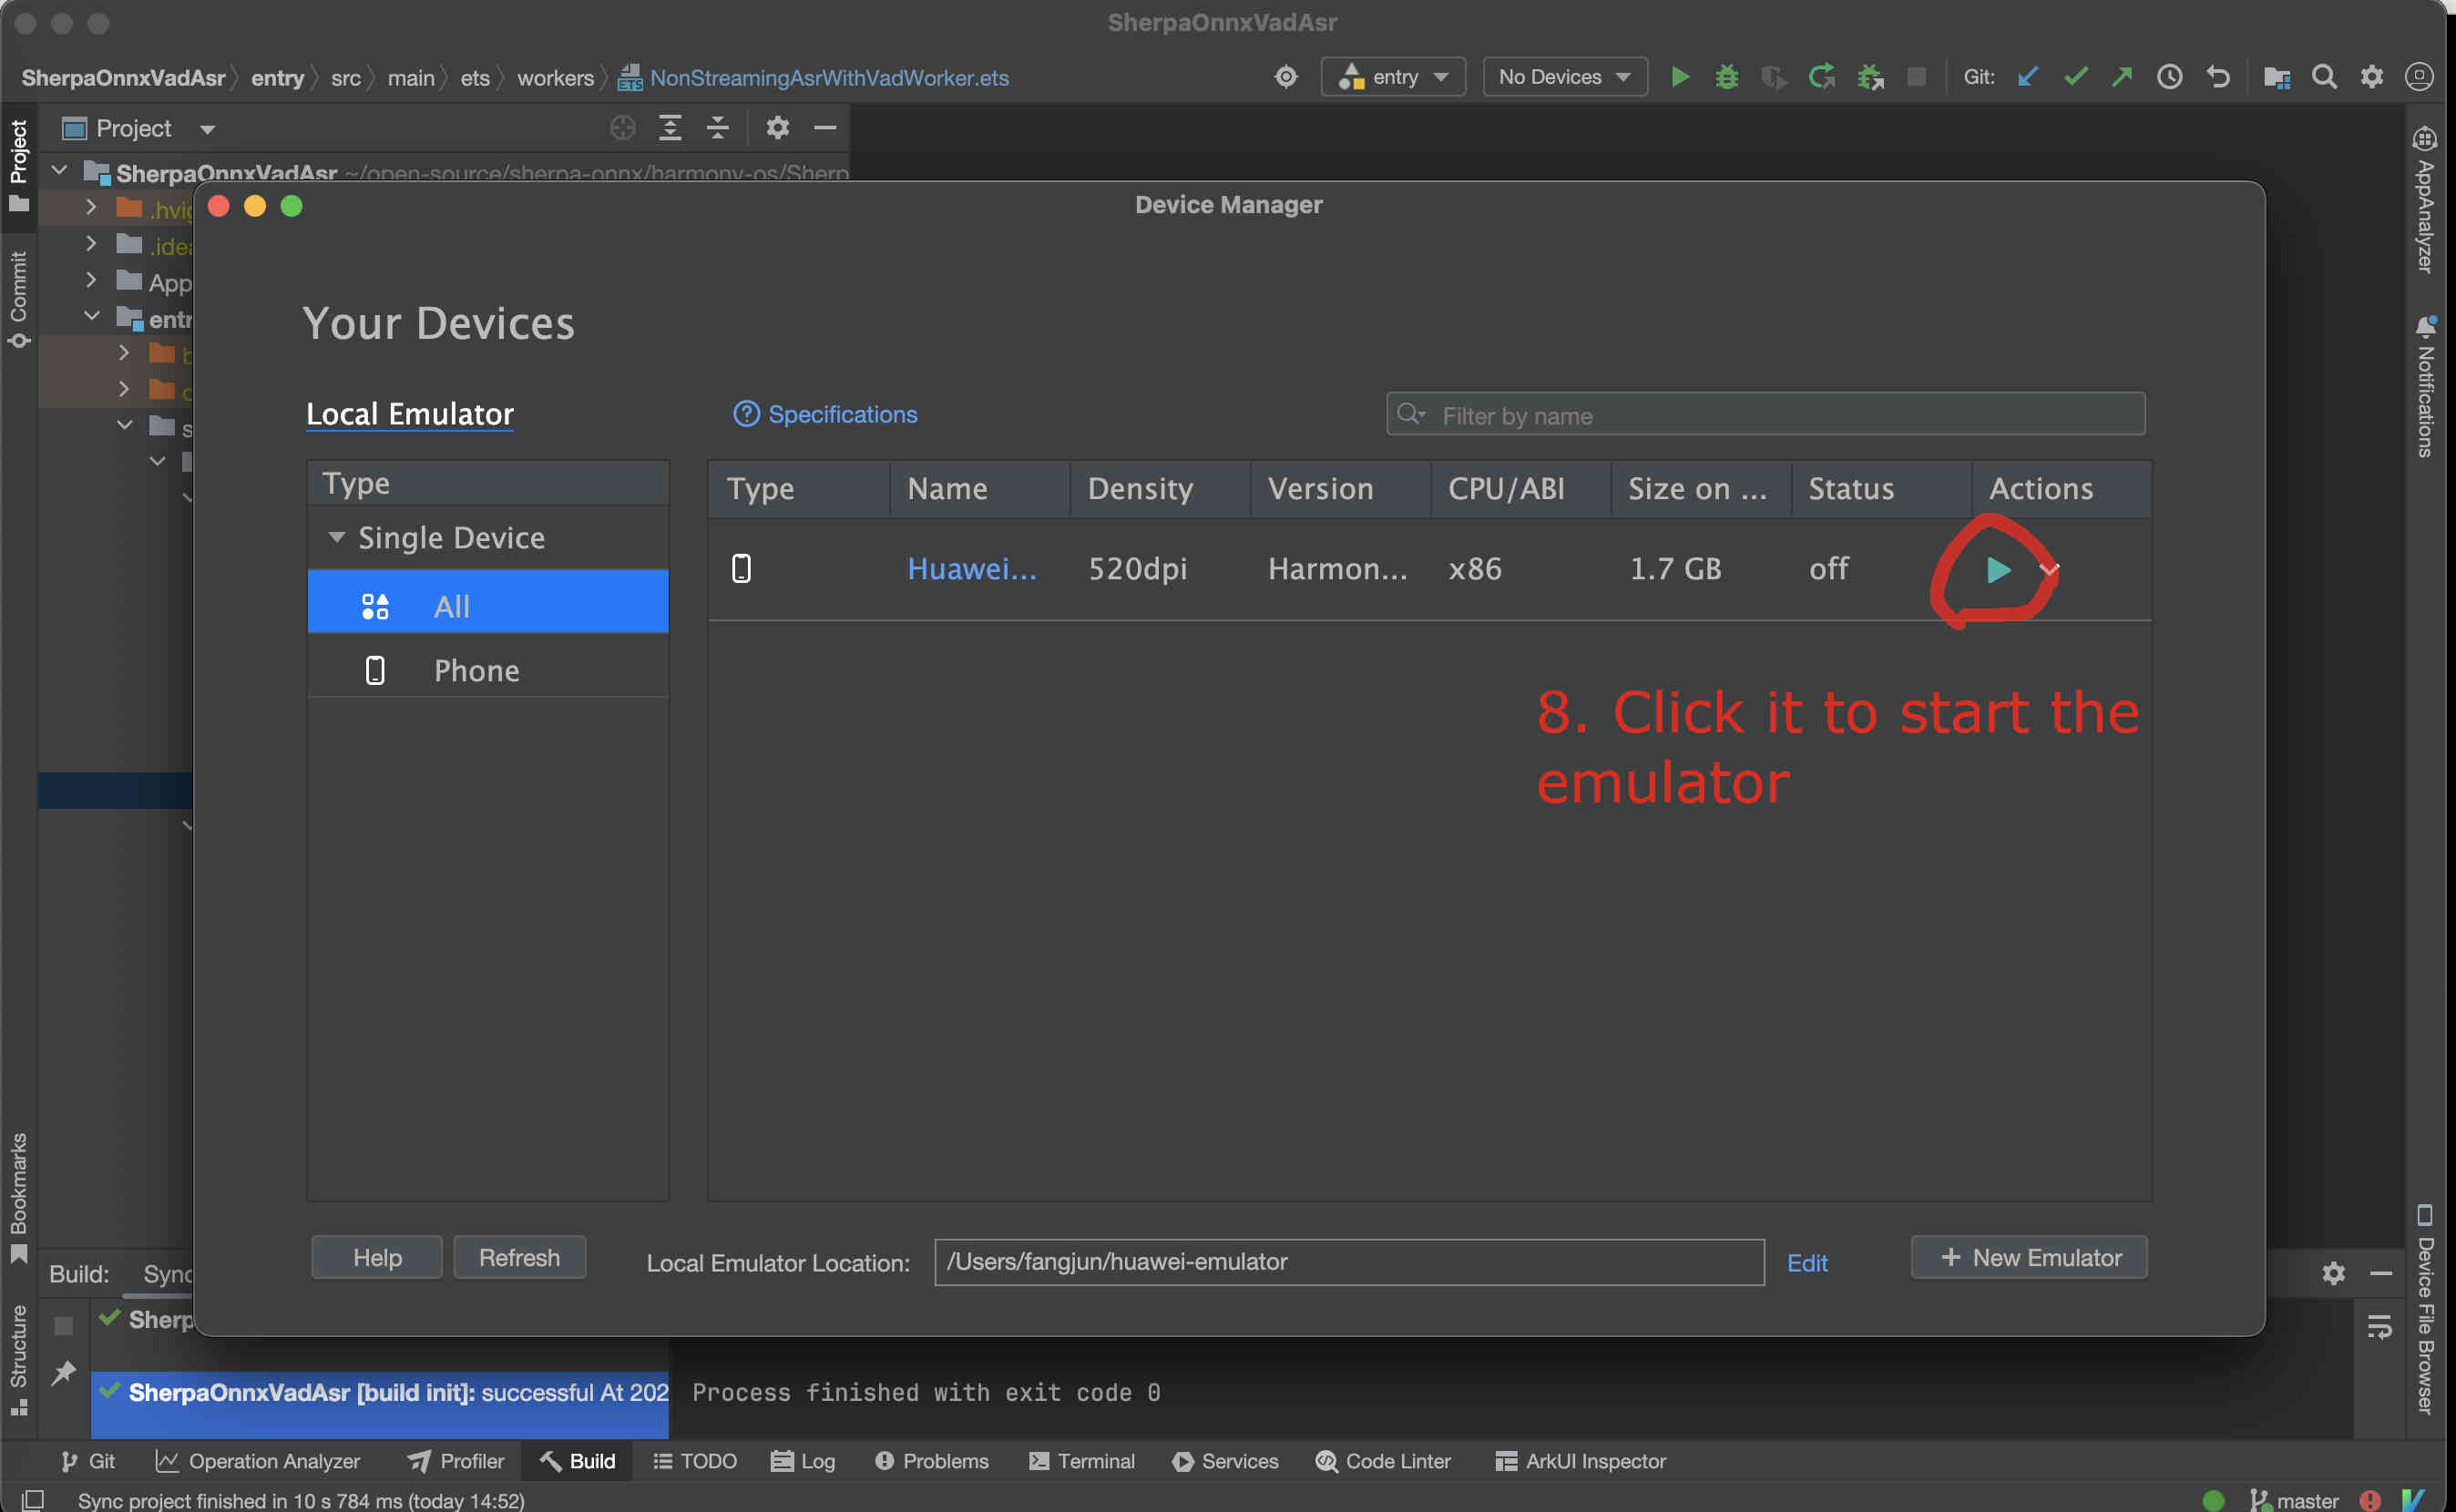 SherpaOnnxVadAsr
SherpaOnnxVadAsr entry src main ets workers NonStreamingAsrWithVadWorker.ets entry No Devices Git:
Project
SherpaOnnxVadAsr ~/open-source/sherpa-onnx/harmony-os/Sherp
Project
Commit
Bookmarks
Structure
.hvig
.idea
App
entr
Device Manager
Your Devices
Local Emulator
Specifications
Filter by name
Type
Single Device
All
Phone
Type Name Density Version CPU/ABI Size on ... Status Actions
Huawei... 520dpi Harmon... x86 1.7 GB off
8. Click it to start the
emulator
Help Refresh Local Emulator Location: /Users/fangjun/huawei-emulator Edit + New Emulator
AppAnalyzer
Notifications
Device File Browser
Build: Sync
Sherp
SherpaOnnxVadAsr [build init]: successful At 202 Process finished with exit code 0
Git Operation Analyzer Profiler Build TODO Log Problems Terminal Services Code Linter ArkUI Inspector
Sync project finished in 10 s 784 ms (today 14:52) master